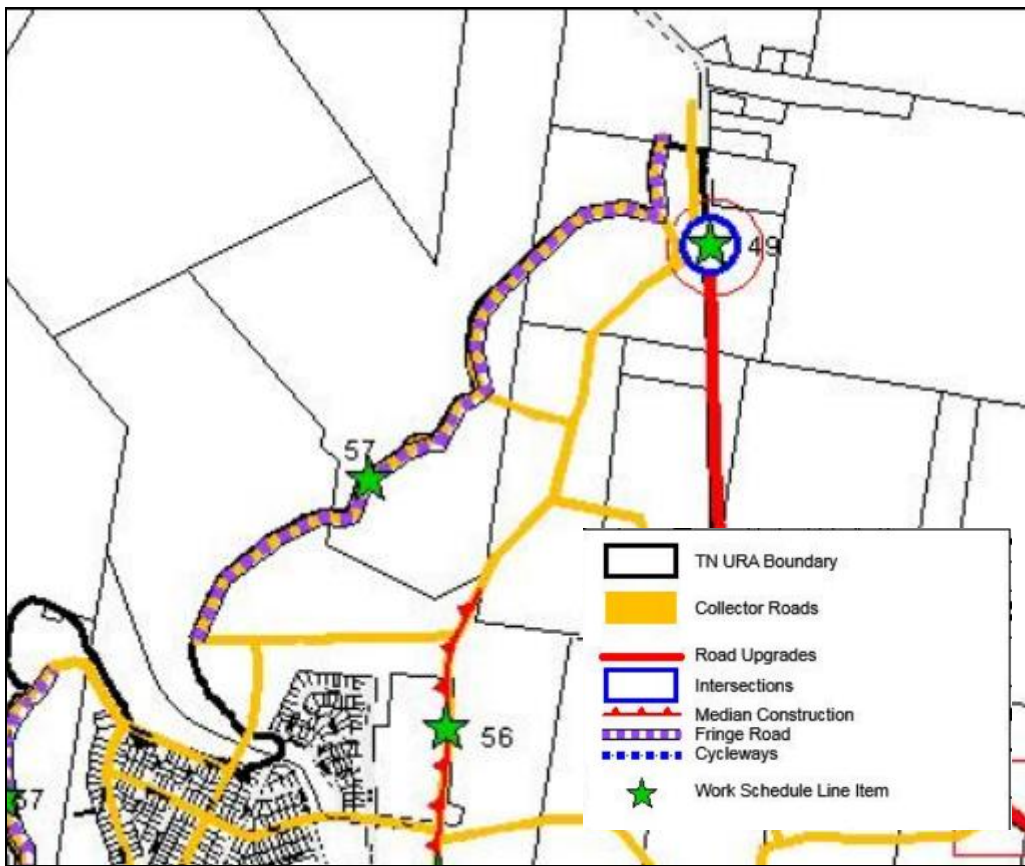 49
57
56
57
TN URA Boundary
Collector Roads
Road Upgrades
Intersections
Median Construction
Fringe Road
Cycleways
Work Schedule Line Item